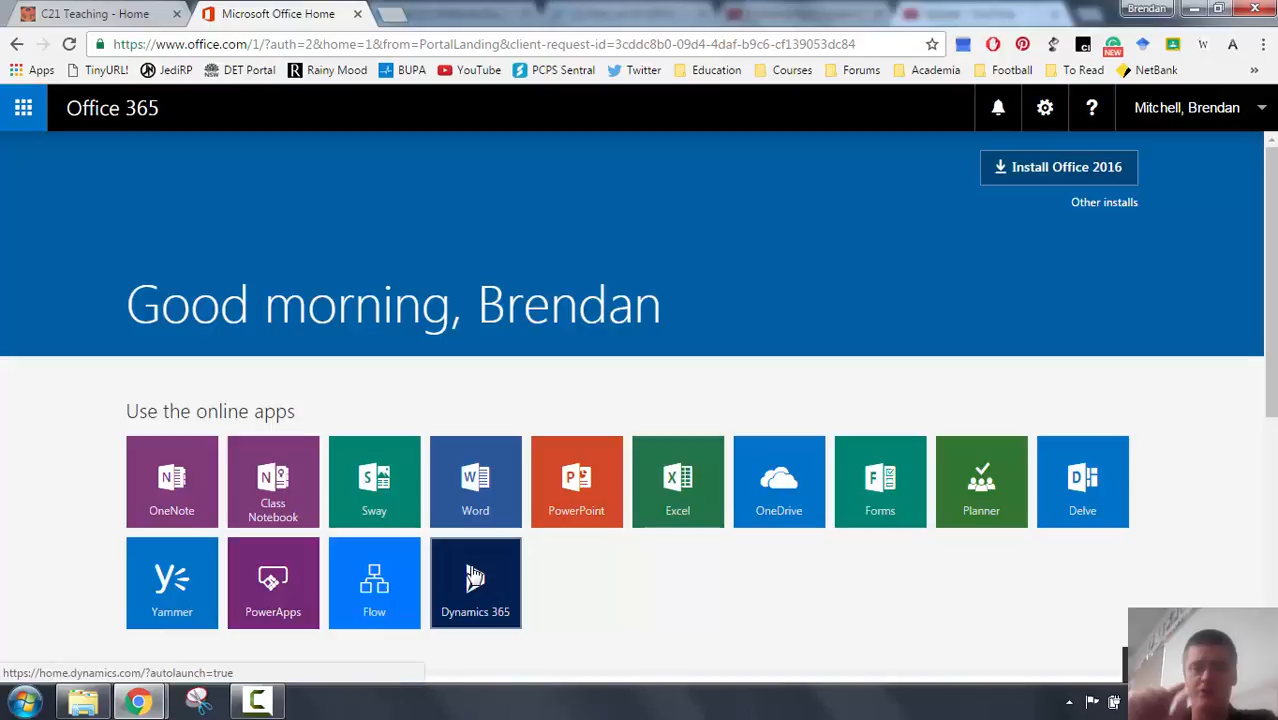 C21 Teaching - Home
Microsoft Office Home
Brendan
https://www.office.com/1/?auth=2&home=1&from=PortalLanding&client-request-id=3cddc8b0-09d4-4daf-b9c6-cf139053dc64
NEW
Apps
TinyURL!
JediRP
DET Portal
Rainy Mood
BUPA
YouTube
PCPS Sentral
Twitter
Education
Courses
Forums
Academia
Football
To Read
NetBank
Office 365
Mitchell, Brendan
Install Office 2016
Other installs
Good morning, Brendan
Use the online apps
OneNote
Class Notebook
Sway
Word
PowerPoint
Excel
OneDrive
Forms
Planner
Delve
Yammer
PowerApps
Flow
Dynamics 365
https://home.dynamics.com/?autolaunch=true